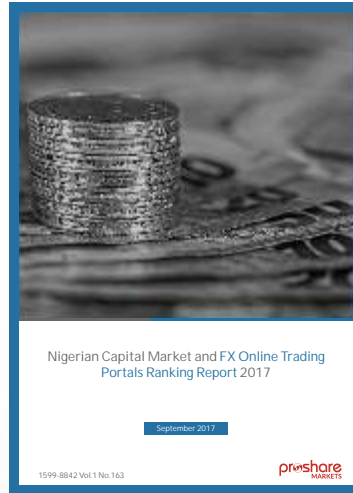 Nigerian Capital Market and FX Online Trading
Portals Ranking Report 2017
September 2017
1599-8842 Vol.1 No.163
proshare
MARKETS